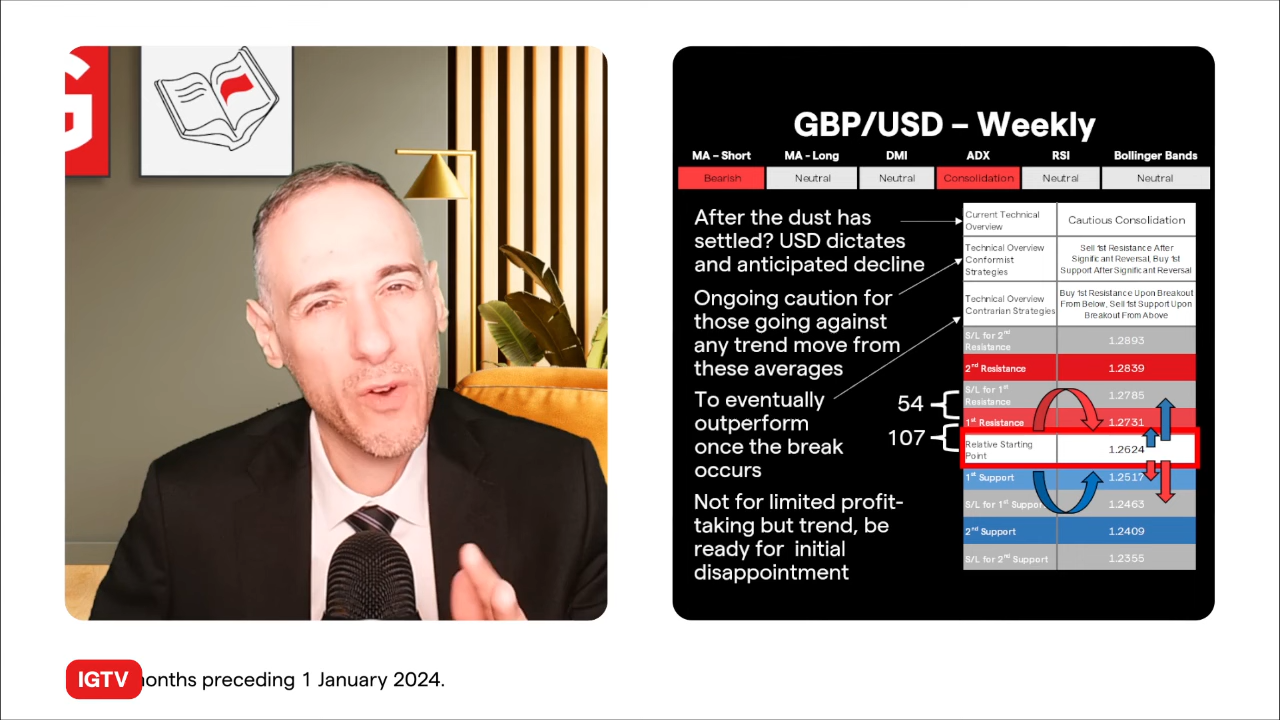 GBP/USD – Weekly
MA – Short MA - Long DMI ADX RSI Bollinger Bands
Bearish Neutral Neutral Consolidation Neutral Neutral
After the dust has
settled? USD dictates
and anticipated decline
Ongoing caution for
those going against
any trend move from
these averages
To eventually
outperform
once the break
occurs
Not for limited profit-
taking but trend, be
ready for initial
disappointment
54
107
Current Technical
Overview
Cautious Consolidation
Technical Overview
Conformist
Strategies
Sell 1st Resistance After
Significant Reversal, Buy 1st
Support After Significant Reversal
Technical Overview
Contrarian Strategies
Buy 1st Resistance Upon Breakout
From Below, Sell 1st Support Upon
Breakout From Above
S/L for 2nd
Resistance
1.2893
2nd Resistance 1.2839
S/L for 1st
Resistance
1.2785
1st Resistance 1.2731
Relative Starting
Point
1.2624
1st Support 1.2517
S/L for 1st Support 1.2463
2nd Support 1.2409
S/L for 2nd Support 1.2355
IGTV
preceding 1 January 2024.